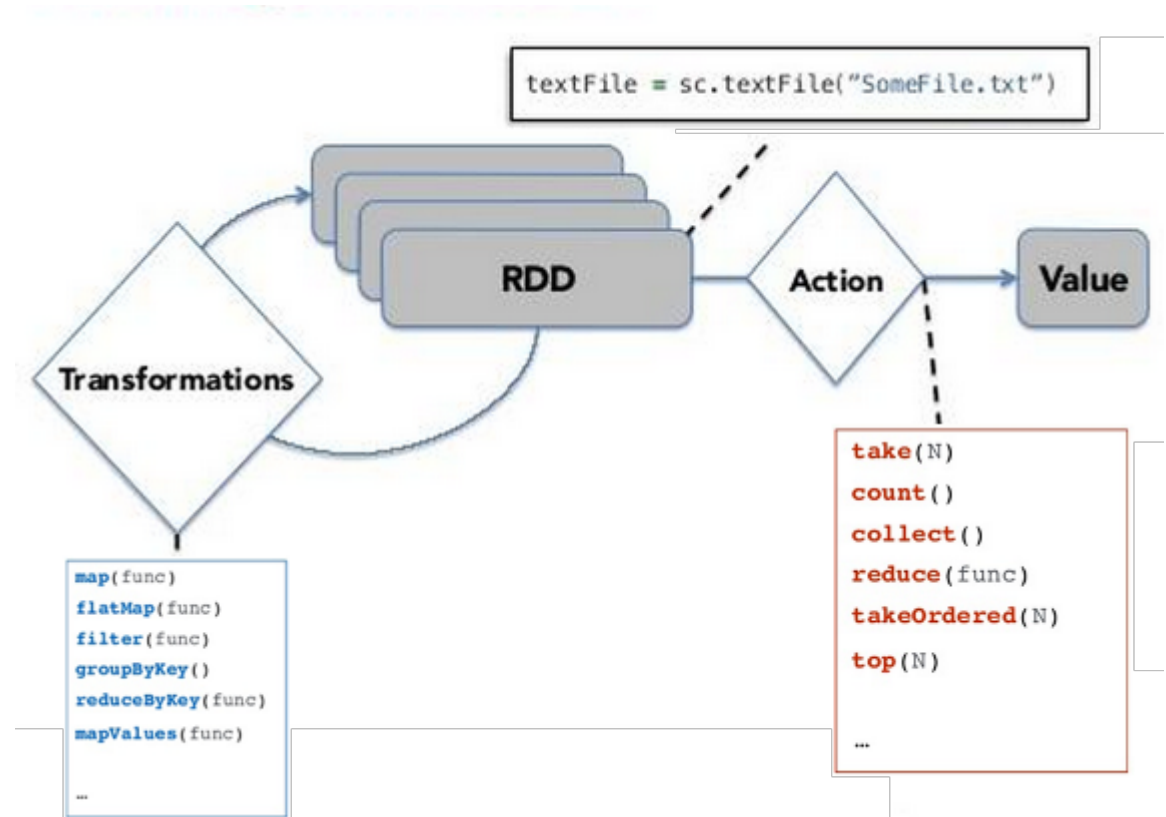 textFile = sc.textFile(“SomeFile.txt”)
RDD
Action
Value
Transformations
take(N)
count()
collect()
reduce(func)
takeOrdered(N)
top(N)
…
map(func)
flatMap(func)
filter(func)
groupByKey()
reduceByKey(func)
mapValues(func)
…